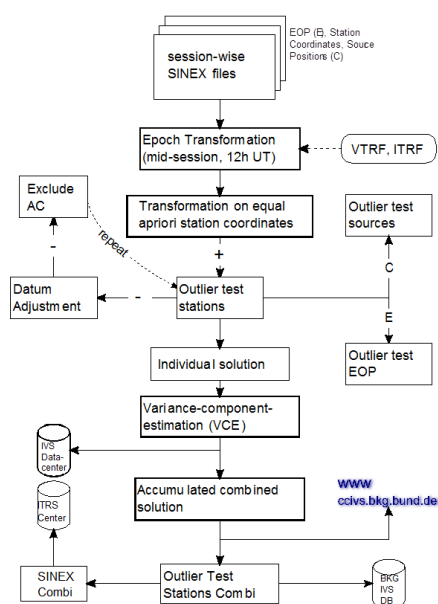 session-wise
SINEX files
EOP (E), Station
Coordinates, Souce
Positions (C)
Epoch Transformation
(mid-session, 12h UT)
VTRF, ITRF
Exclude
AC
Transformation on equal
apriori station coordinates
Outlier test
sources
repeat
-
+
C
Datum
Adjustment
-
Outlier test
stations
E
Individual solution
Outlier test
EOP
Variance-component-
estimation (VCE)
IVS
Data-
center
ITRS
Center
Accumulated combined
solution
www
ccivs.bkg.bund.de
SINEX
Combi
Outlier Test
Stations Combi
BKG
IVS
DB